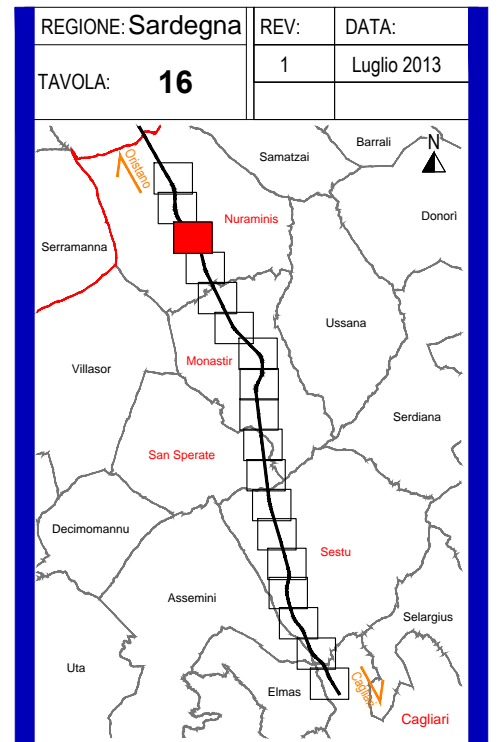 REGIONE: Sardegna REV: DATA:
TAVOLA: 16 1 Luglio 2013
Barrali N
Samatzai
Oristano
Donorì
Nuraminis
Serramanna
Ussana
Monastir
Villasor
Serdiana
San Sperate
Decimomannu
Sestu
Assemini
Selargius
Uta
Cagliari
Elmas
Cagliari